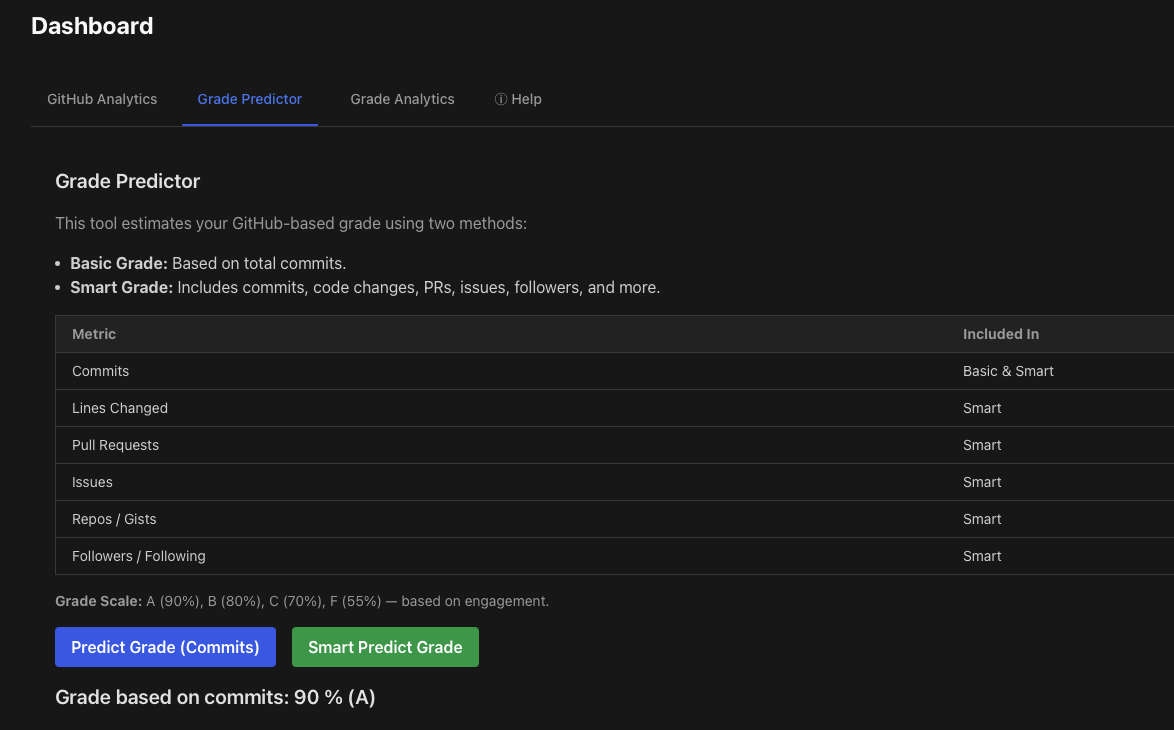 Dashboard
GitHub Analytics Grade Predictor Grade Analytics ⓘ Help
Grade Predictor
This tool estimates your GitHub-based grade using two methods:
• Basic Grade: Based on total commits.
• Smart Grade: Includes commits, code changes, PRs, issues, followers, and more.
Metric Included In
Commits Basic & Smart
Lines Changed Smart
Pull Requests Smart
Issues Smart
Repos / Gists Smart
Followers / Following Smart
Grade Scale: A (90%), B (80%), C (70%), F (55%) — based on engagement.
Predict Grade (Commits) Smart Predict Grade
Grade based on commits: 90 % (A)